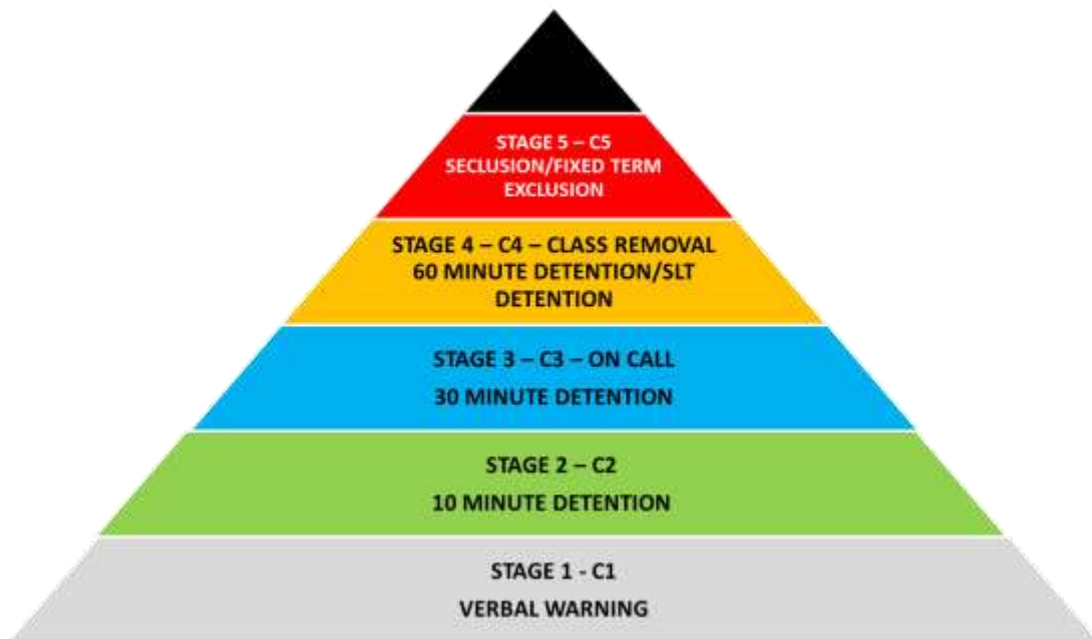 STAGE 5 – C5
SECLUSION/FIXED TERM
EXCLUSION
STAGE 4 – C4 – CLASS REMOVAL
60 MINUTE DETENTION/SLT
DETENTION
STAGE 3 – C3 – ON CALL
30 MINUTE DETENTION
STAGE 2 – C2
10 MINUTE DETENTION
STAGE 1 - C1
VERBAL WARNING